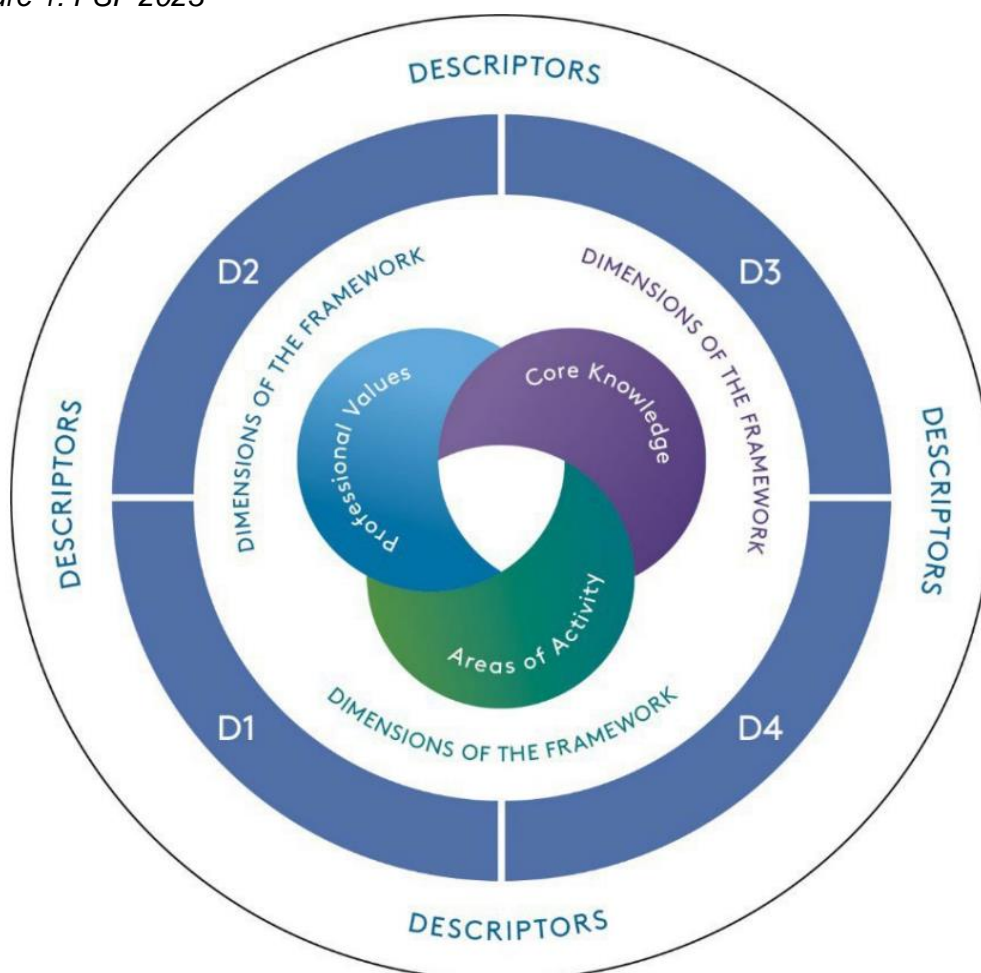 DESCRIPTORS
D2
D3
DIMENSIONS OF THE FRAMEWORK
DIMENSIONS OF THE FRAMEWORK
Professional Values
Core Knowledge
DESCRIPTORS
DESCRIPTORS
Areas of Activity
DIMENSIONS OF THE FRAMEWORK
D1
D4
DESCRIPTORS